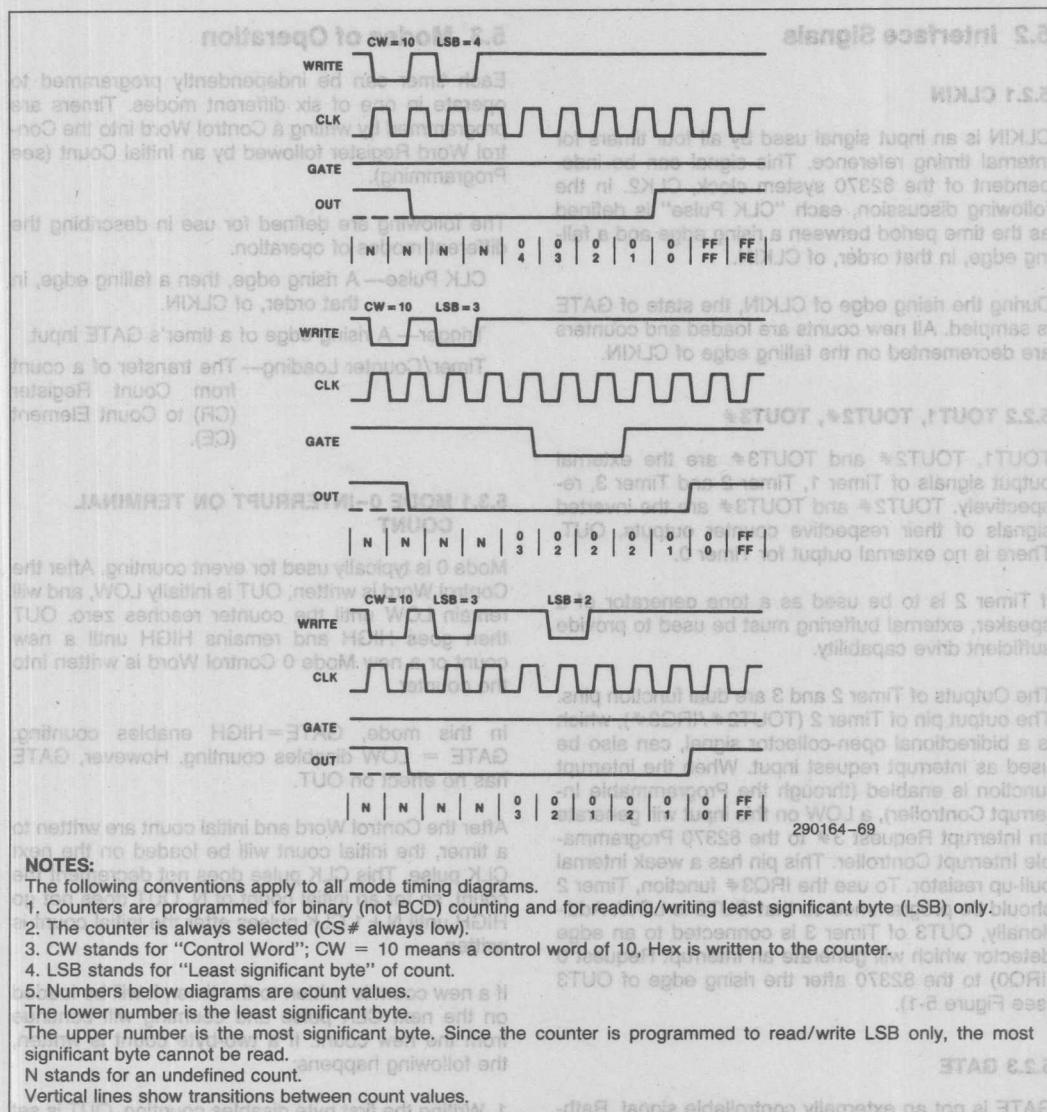 CW=10 LSB=4
WRITE
CLK
GATE
OUT
0 0 0 0 0 FF FF
N N N N
4 3 2 1 0 FF FE
CW=10 LSB=3
WRITE
CLK
GATE
OUT
0 0 0 0 0 0 FF
N N N N
3 2 2 2 1 0 FF
CW=10 LSB=3 LSB=2
WRITE
CLK
GATE
OUT
0 0 0 0 0 0 FF
N N N N
3 2 1 2 1 0 FF
290164–69
NOTES:
The following conventions apply to all mode timing diagrams.
1. Counters are programmed for binary (not BCD) counting and for reading/writing least significant byte (LSB) only.
2. The counter is always selected (CS# always low).
3. CW stands for "Control Word"; CW = 10 means a control word of 10, Hex is written to the counter.
4. LSB stands for "Least significant byte" of count.
5. Numbers below diagrams are count values.
The lower number is the least significant byte.
The upper number is the most significant byte. Since the counter is programmed to read/write LSB only, the most
significant byte cannot be read.
N stands for an undefined count.
Vertical lines show transitions between count values.